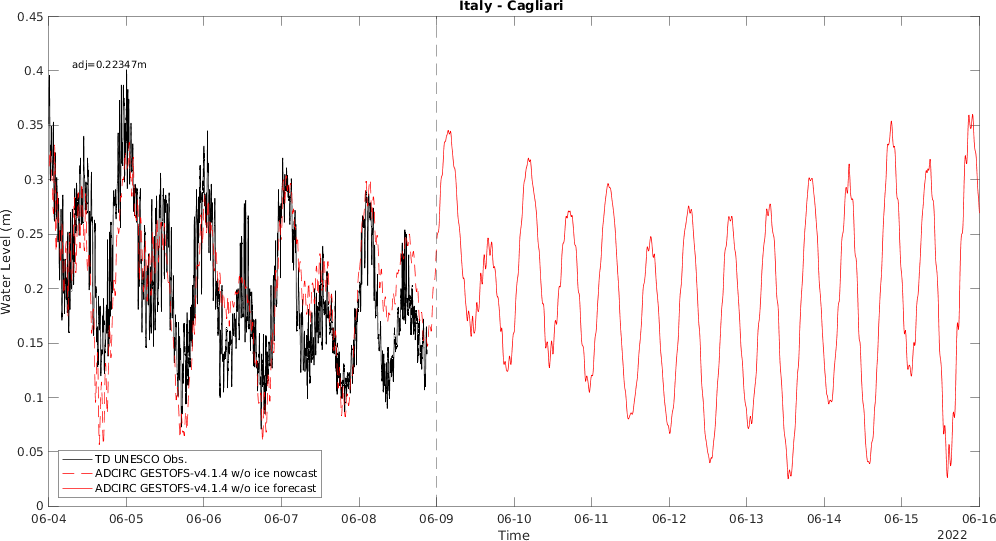 Italy - Cagliari
0.45
0.4
0.35
0.3
0.25
0.2
0.15
0.1
0.05
0
Water Level (m)
adj=0.22347m
TD UNESCO Obs.
ADCIRC GESTOFS-v4.1.4 w/o ice nowcast
ADCIRC GESTOFS-v4.1.4 w/o ice forecast
06-04 06-05 06-06 06-07 06-08 06-09 06-10 06-11 06-12 06-13 06-14 06-15 06-16
Time
2022